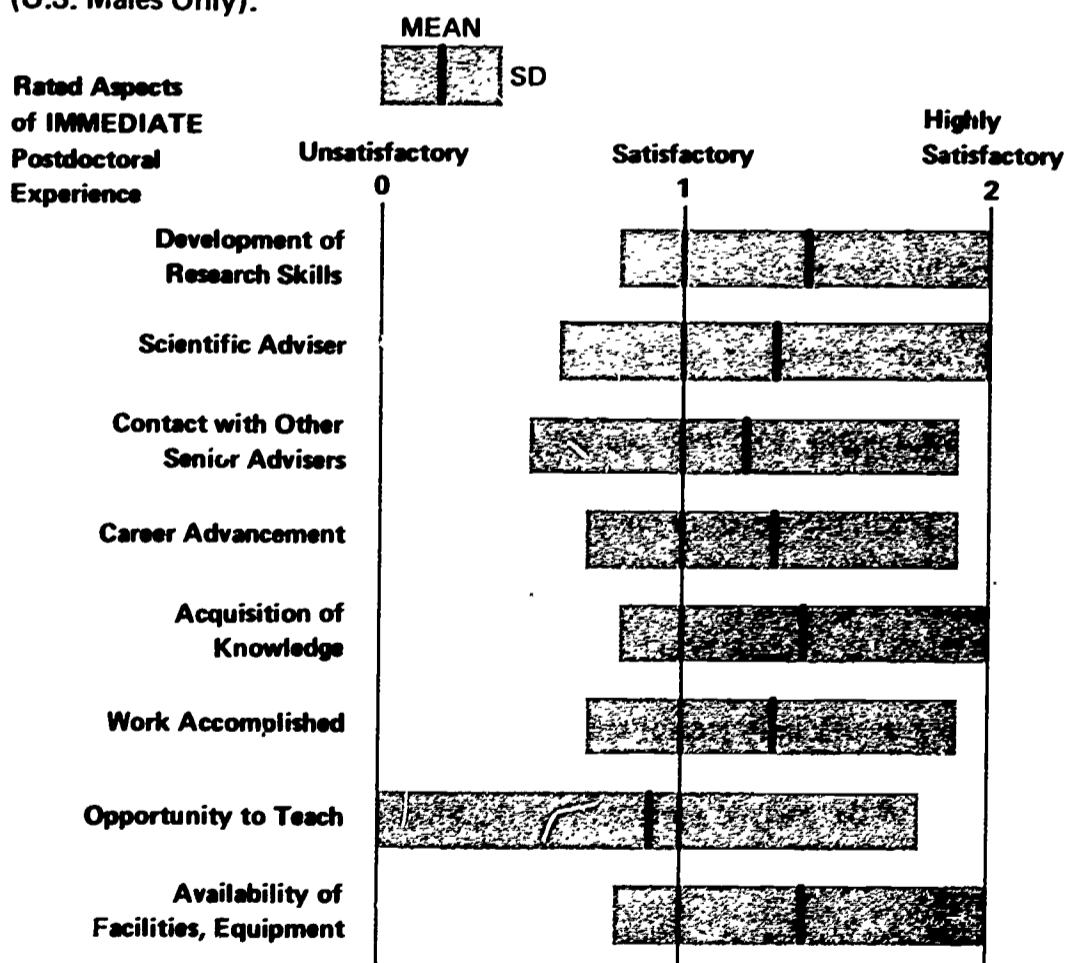 (U.S. Males Only).
MEAN
SD
Rated Aspects
of IMMEDIATE
Postdoctoral
Experience
Unsatisfactory
0
Satisfactory
1
Highly
Satisfactory
2
Development of
Research Skills
Scientific Adviser
Contact with Other
Senior Advisers
Career Advancement
Acquisition of
Knowledge
Work Accomplished
Opportunity to Teach
Availability of
Facilities, Equipment